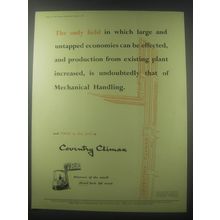 The only field in which large and
untapped economies can be effected,
and production from existing plant
increased, is undoubtedly that of
Mechanical Handling.
Coventry Climax